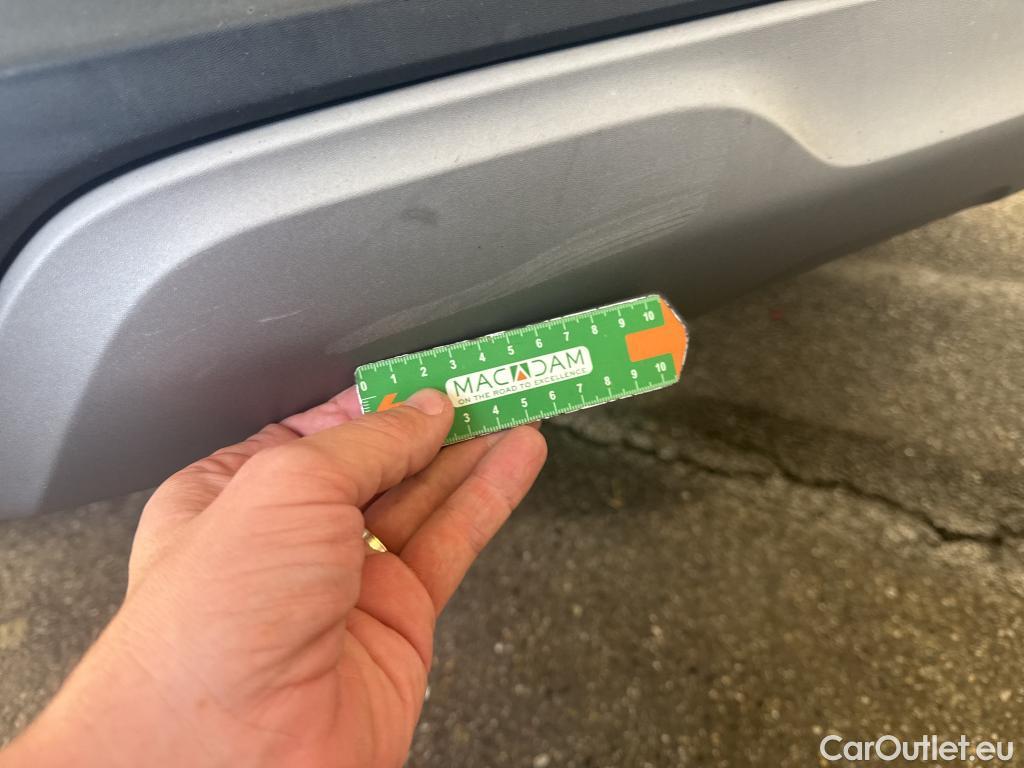 0 1 2 3 4 5 6 7 8 9 10
MACADAM
ON THE ROAD TO EXCELLENCE
3 4 5 6 7 8 9 10
CarOutlet.eu